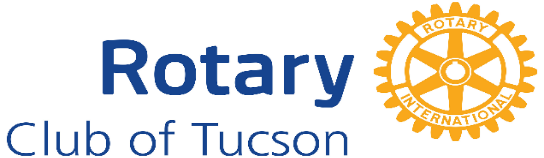 Rotary
Club of Tucson
ROTARY
INTERNATIONAL